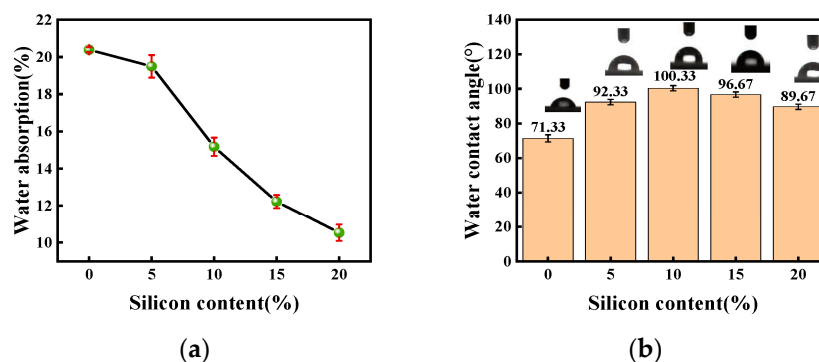 22
20
18
16
14
12
10
Water absorption(%)
0 5 10 15 20
Silicon content(%)
(a)
140
120
100
80
60
40
20
0
Water contact angle(°)
71.33
92.33
100.33
96.67
89.67
0 5 10 15 20
Silicon content(%)
(b)